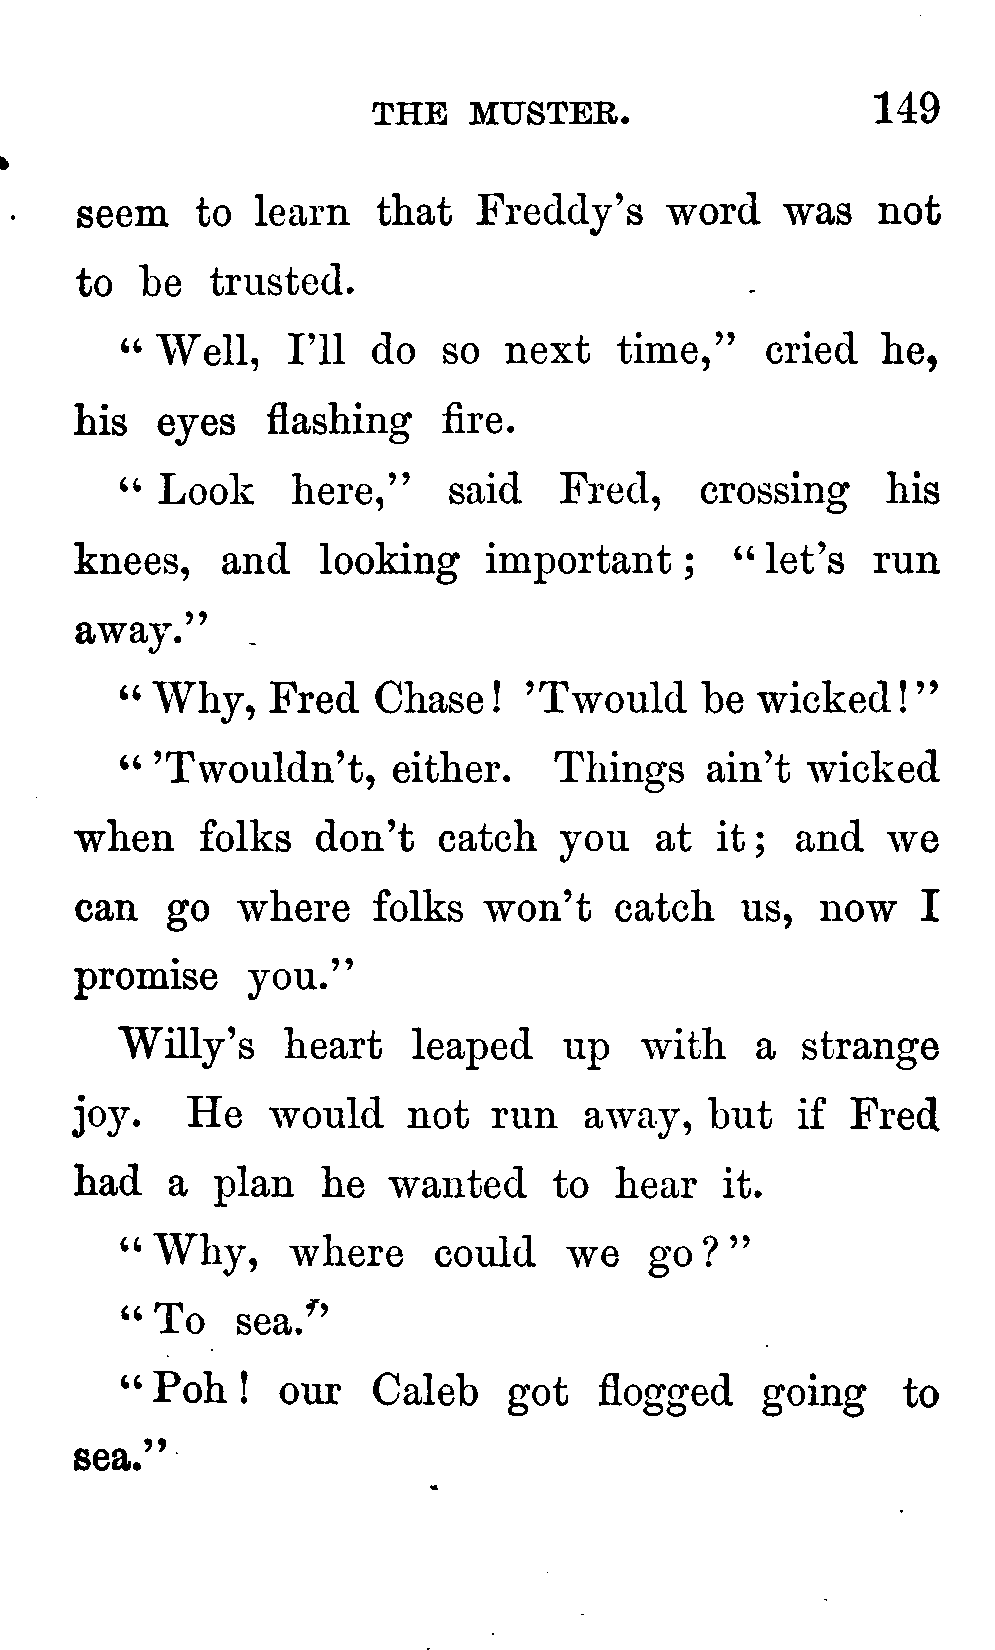 THE MUSTER. 149
seem to learn that Freddy's word was not
to be trusted.
" Well, I'll do so next time," cried he,
his eyes flashing fire.
" Look here," said Fred, crossing his
knees, and looking important ; " let's run
away."
" Why, Fred Chase! 'Twould be wicked!"
" 'Twouldn't, either. Things ain't wicked
when folks don't catch you at it; and we
can go where folks won't catch us, now I
promise you."
Willy's heart leaped up with a strange
joy. He would not run away, but if Fred
had a plan he wanted to hear it.
" Why, where could we go?"
" To sea."
" Poh! our Caleb got flogged going to
sea."